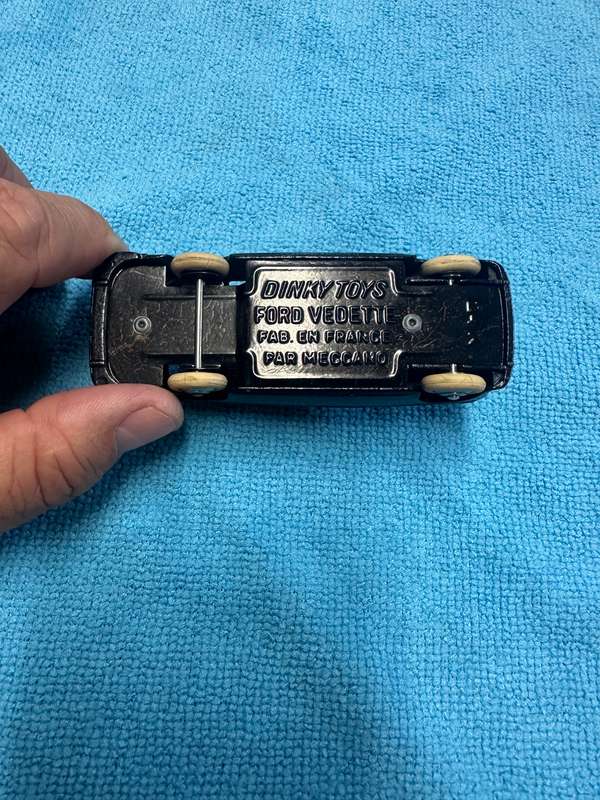 DINKY TOYS
FORD VEDETTE
FAB. EN FRANCE
PAR MECCANO